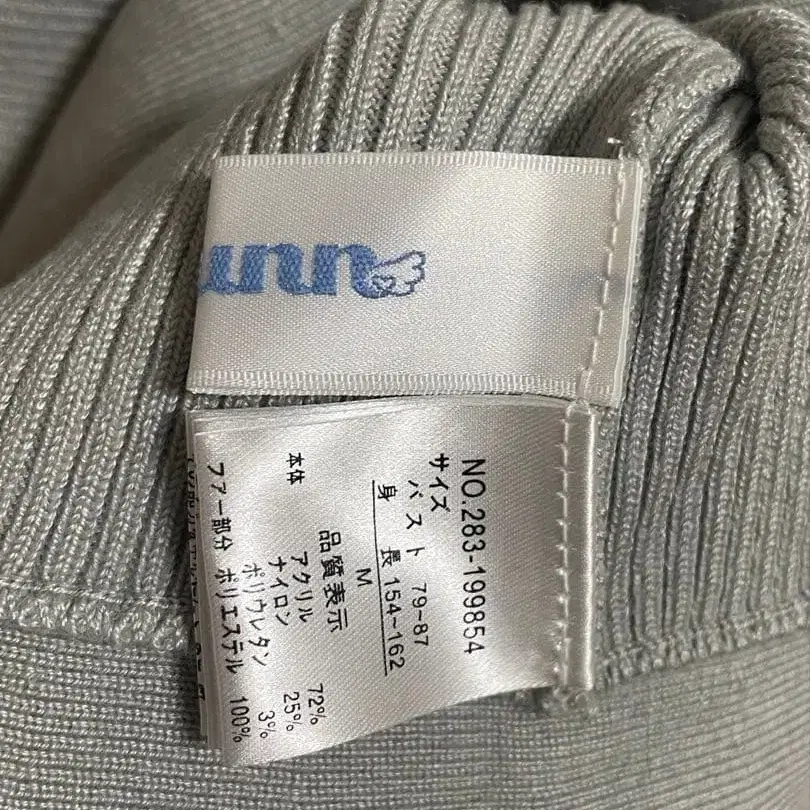 NO.283-199854
サイズ
バスト 79~87
身長 154~162
M
品質表示
本体 アクリル 72%
ナイロン 25%
ポリウレタン 3%
ファー部分 ポリエステル 100%